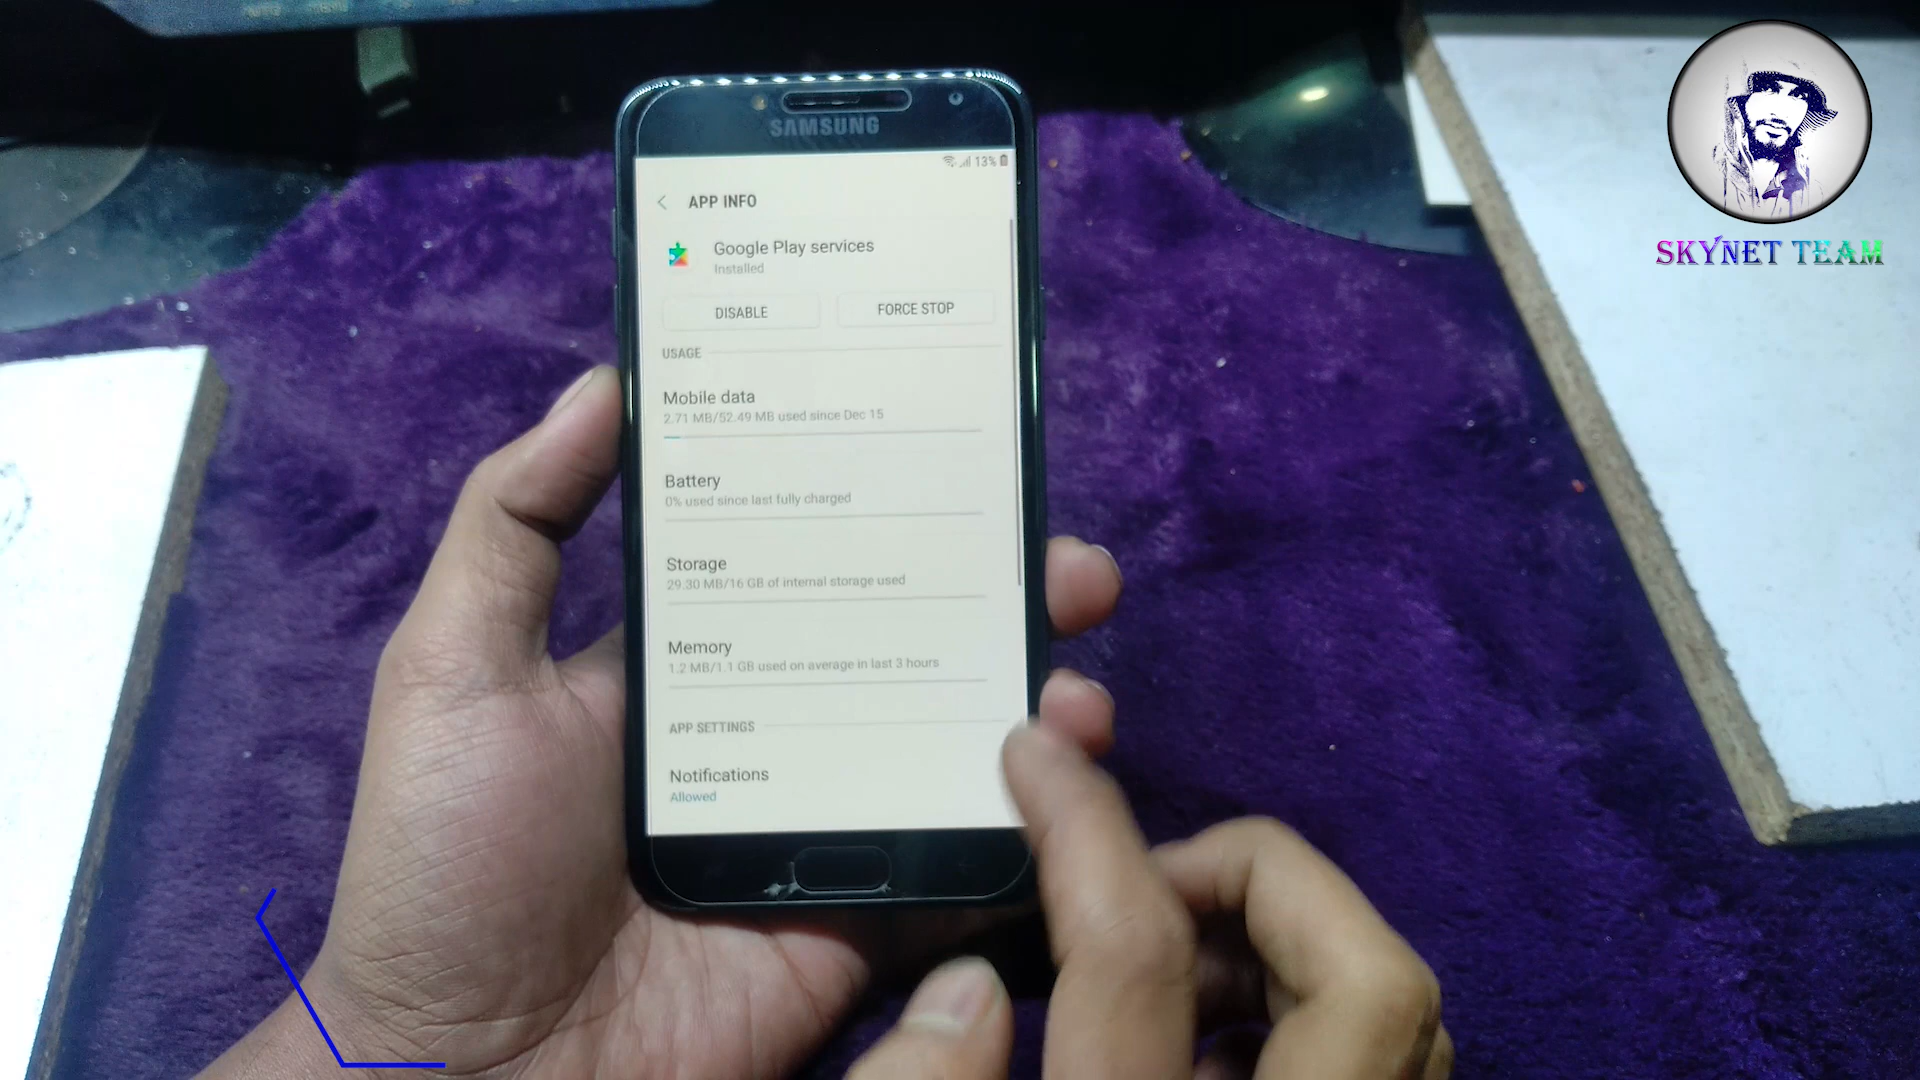 SAMSUNG
13%
APP INFO
Google Play services
Installed
DISABLE
FORCE STOP
USAGE
Mobile data
2.71 MB/52.49 MB used since Dec 15
Battery
0% used since last fully charged
Storage
29.30 MB/16 GB of internal storage used
Memory
1.2 MB/1.1 GB used on average in last 3 hours
APP SETTINGS
Notifications
Allowed
SKYNET TEAM